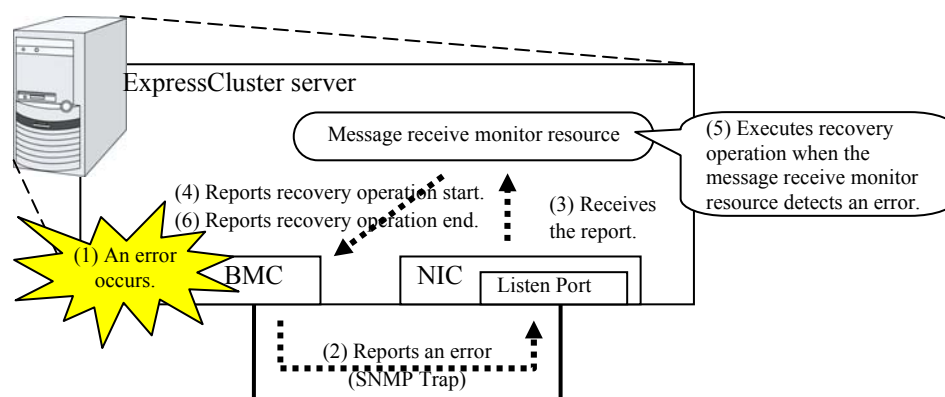 ExpressCluster server
Message receive monitor resource
(5) Executes recovery
operation when the
message receive monitor
resource detects an error.
(4) Reports recovery operation start.
(6) Reports recovery operation end.
(3) Receives
the report.
(1) An error
occurs.
BMC
NIC
Listen Port
(2) Reports an error
(SNMP Trap)